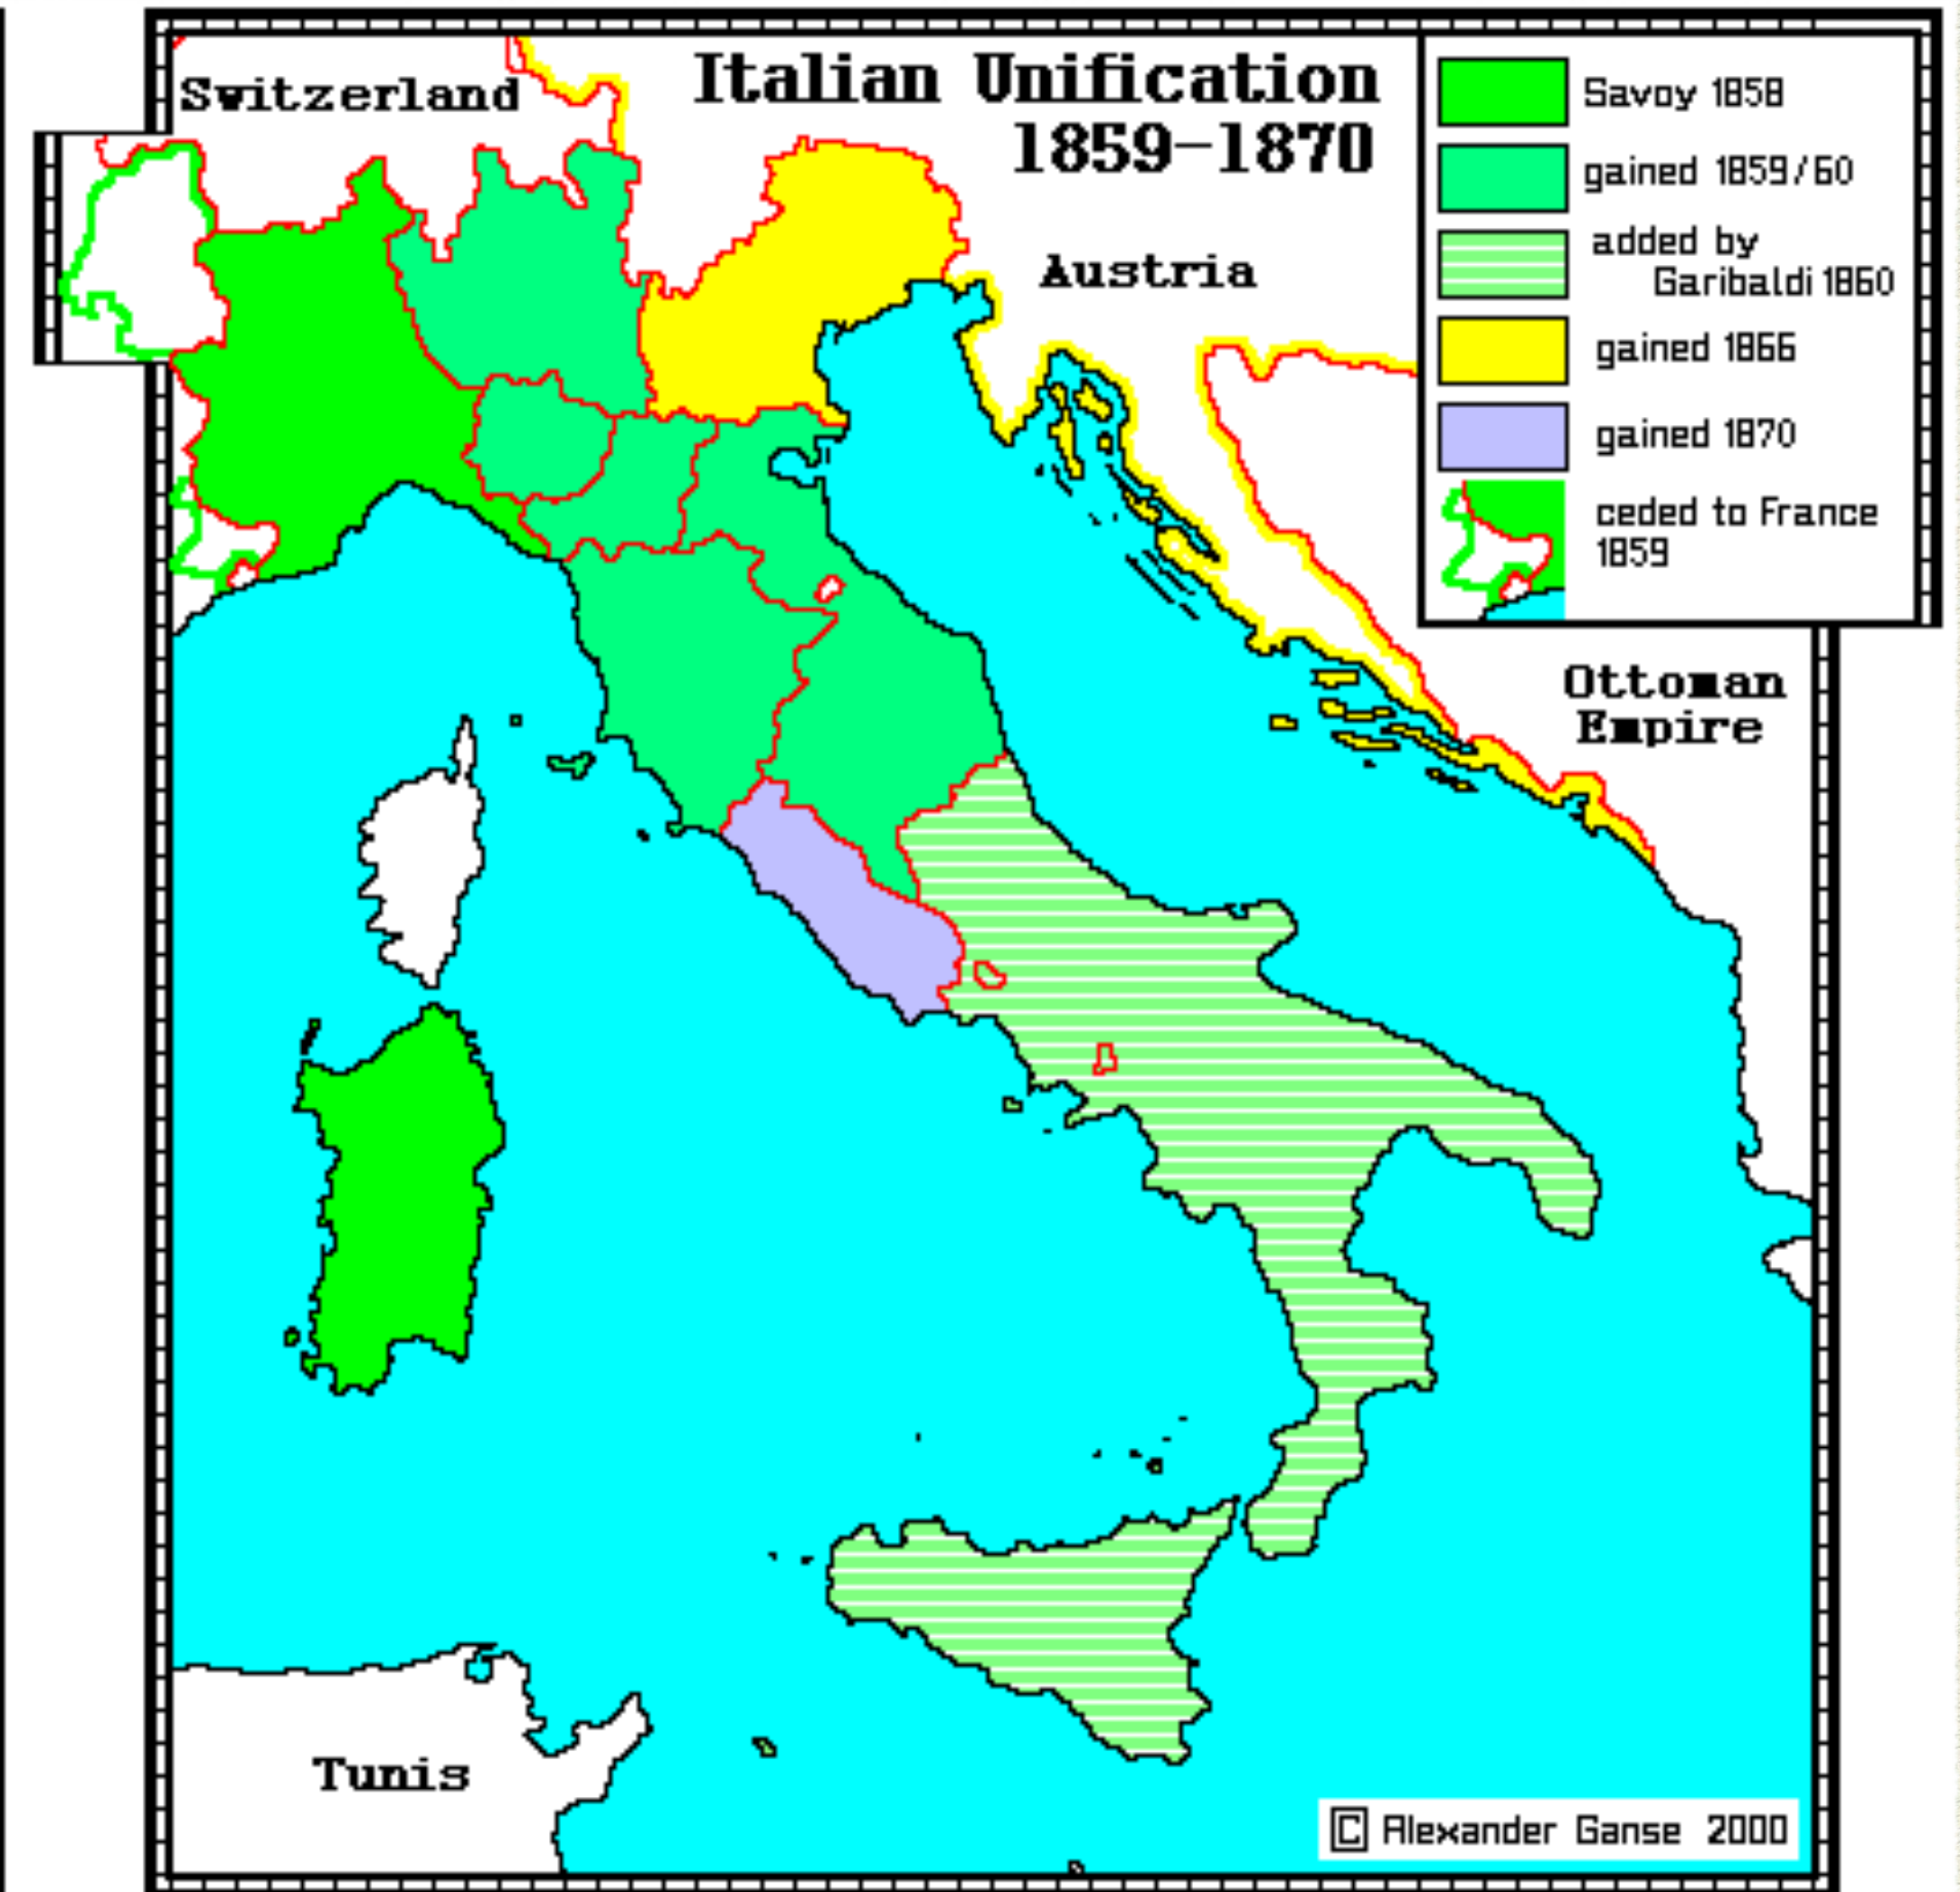 Italian Unification
1859-1870
Switzerland
Austria
Ottoman
Empire
Tunis
Savoy 1858
gained 1859/60
added by
Garibaldi 1860
gained 1866
gained 1870
ceded to France
1859
© Alexander Ganse 2000